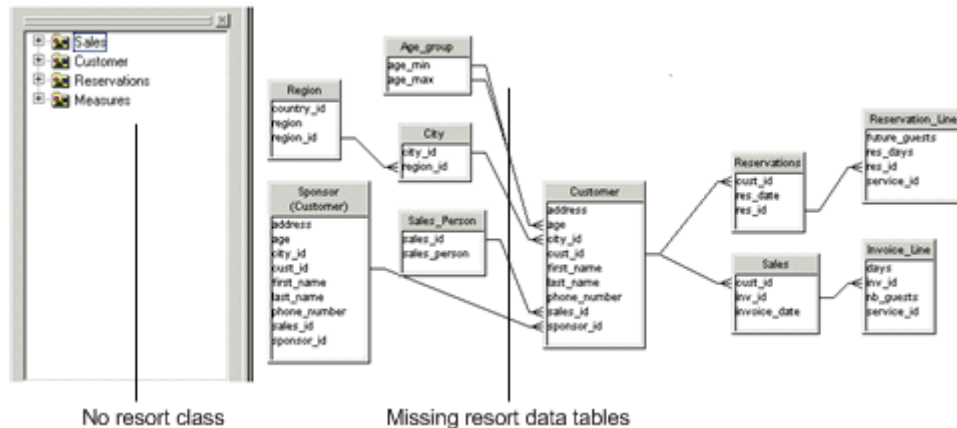 Sales
Customer
Reservations
Measures
Age_group
age_min
age_max
Region
country_id
region
region_id
City
city_id
region_id
Sponsor
(Customer)
address
age
city_id
cust_id
first_name
last_name
phone_number
sales_id
sponsor_id
Sales_Person
sales_id
sales_person
Customer
address
age
city_id
cust_id
first_name
last_name
phone_number
sales_id
sponsor_id
Reservations
cust_id
res_date
res_id
Reservation_Line
future_guests
res_days
res_id
service_id
Sales
cust_id
inv_id
invoice_date
Invoice_Line
days
inv_id
nb_guests
service_id
No resort class
Missing resort data tables